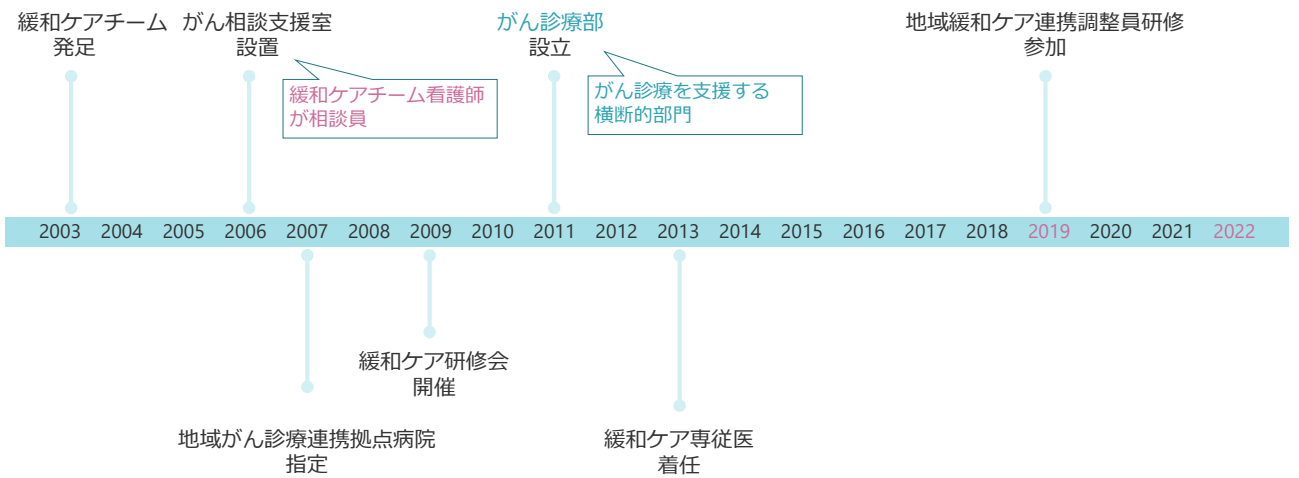 緩和ケアチーム
発足
がん相談支援室
設置
緩和ケアチーム看護師
が相談員
がん診療部
設立
がん診療を支援する
横断的部門
地域緩和ケア連携調整員研修
参加
2003 2004 2005 2006 2007 2008 2009 2010 2011 2012 2013 2014 2015 2016 2017 2018 2019 2020 2021 2022
緩和ケア研修会
開催
地域がん診療連携拠点病院
指定
緩和ケア専従医
着任